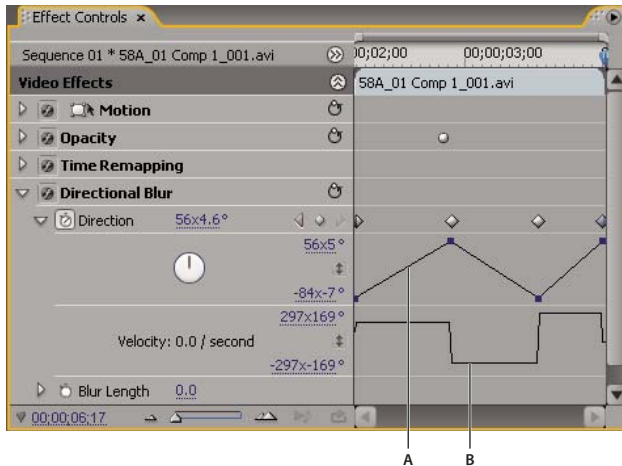 Effect Controls ×
Sequence 01 * 58A_01 Comp 1_001.avi
00;02;00 00;00;03;00
Video Effects
58A_01 Comp 1_001.avi
Motion
Opacity
Time Remapping
Directional Blur
Direction 56x4.6°
56x5°
-84x-7°
297x169°
Velocity: 0.0 / second
-297x-169°
Blur Length 0.0
00;00;06;17
A B